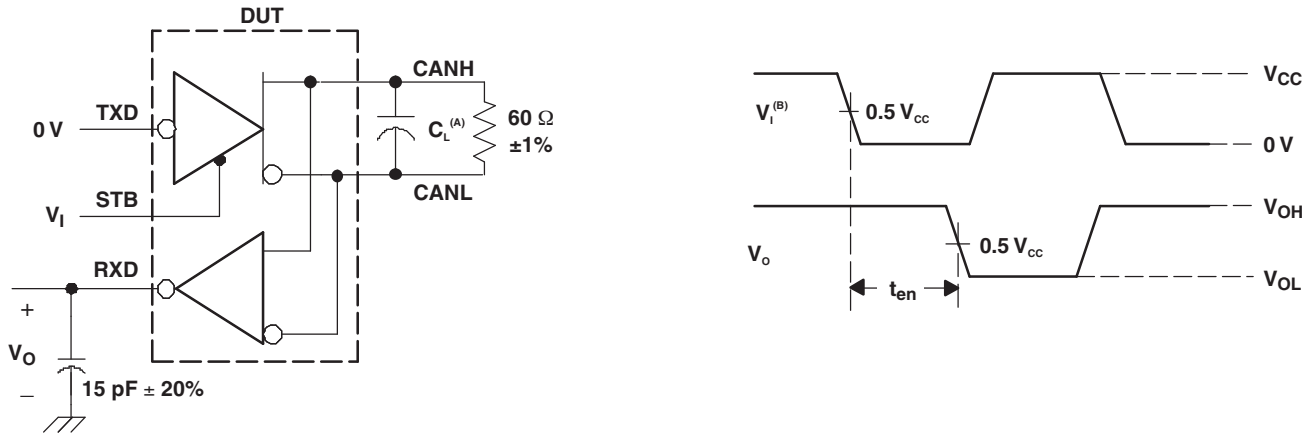 DUT
CANH
TXD
0 V
C_L^(A)
60 Ω
±1%
STB
V_I
CANL
RXD
+
V_O
–
15 pF ± 20%
V_I^(B)
0.5 V_CC
V_CC
0 V
V_O
0.5 V_CC
V_OH
V_OL
t_en